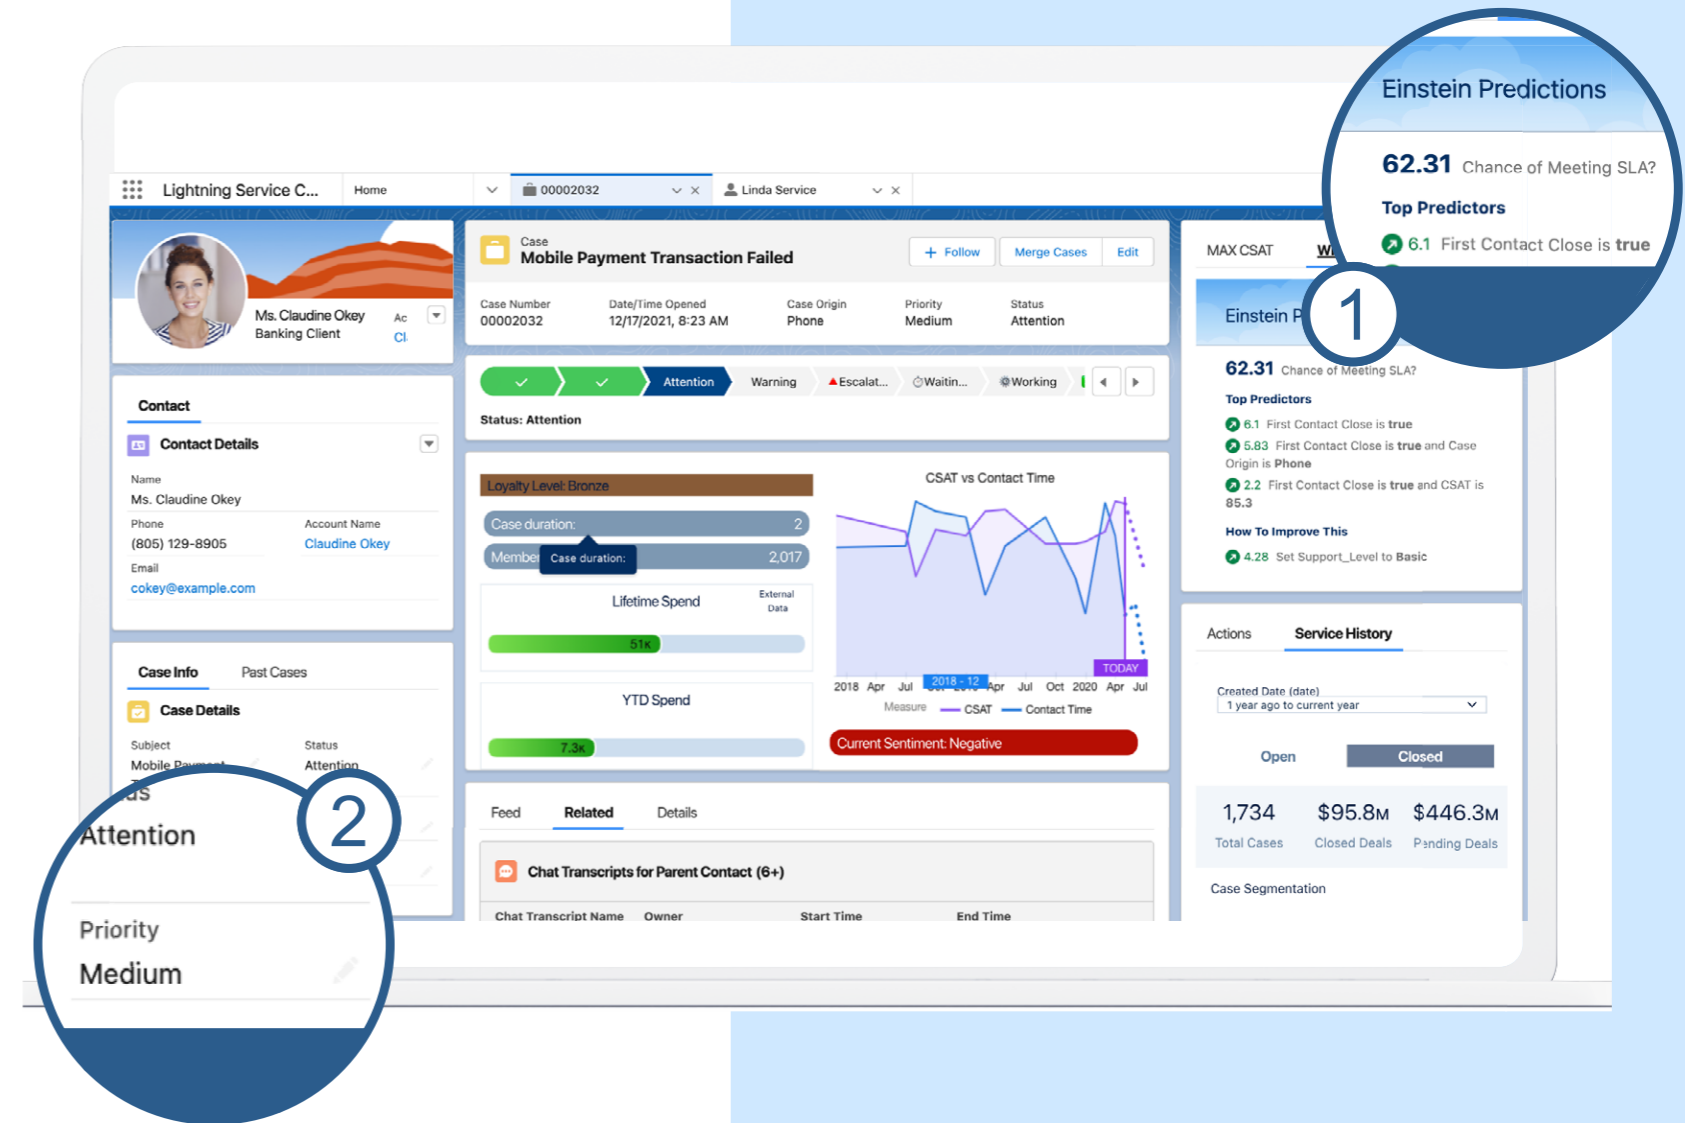 Einstein Predictions
62.31 Chance of Meeting SLA?
Top Predictors
6.1 First Contact Close is true
1
Lightning Service C...
Home
00002032
Linda Service
Ms. Claudine Okey
Banking Client
Ac
Contact
Contact Details
Name
Ms. Claudine Okey
Phone
Account Name
(805) 129-8905
Claudine Okey
Email
cokey@example.com
Case Info
Past Cases
Case Details
Subject
Status
Mobile Payment
Attention
2
Attention
Priority
Medium
Case
Mobile Payment Transaction Failed
+ Follow
Merge Cases
Edit
Case Number
Date/Time Opened
Case Origin
Priority
Status
00002032
12/17/2021, 8:23 AM
Phone
Medium
Attention
Attention
Warning
Escalat...
Waitin...
Working
Status: Attention
Loyalty Level: Bronze
Case duration:
2
Member
2,017
Case duration:
Lifetime Spend
External
Data
51K
YTD Spend
7.3K
CSAT vs Contact Time
TODAY
2018 - 12
2018 Apr Jul Apr Jul Oct 2020 Apr Jul
Measure CSAT Contact Time
Current Sentiment: Negative
Feed
Related
Details
Chat Transcripts for Parent Contact (6+)
Chat Transcript Name
Owner
Start Time
End Time
MAX CSAT
Einstein P
62.31 Chance of Meeting SLA?
Top Predictors
6.1 First Contact Close is true
5.83 First Contact Close is true and Case
Origin is Phone
2.2 First Contact Close is true and CSAT is
85.3
How To Improve This
4.28 Set Support_Level to Basic
Actions
Service History
Created Date (date)
1 year ago to current year
Open
Closed
1,734
$95.8M
$446.3M
Total Cases
Closed Deals
Pending Deals
Case Segmentation